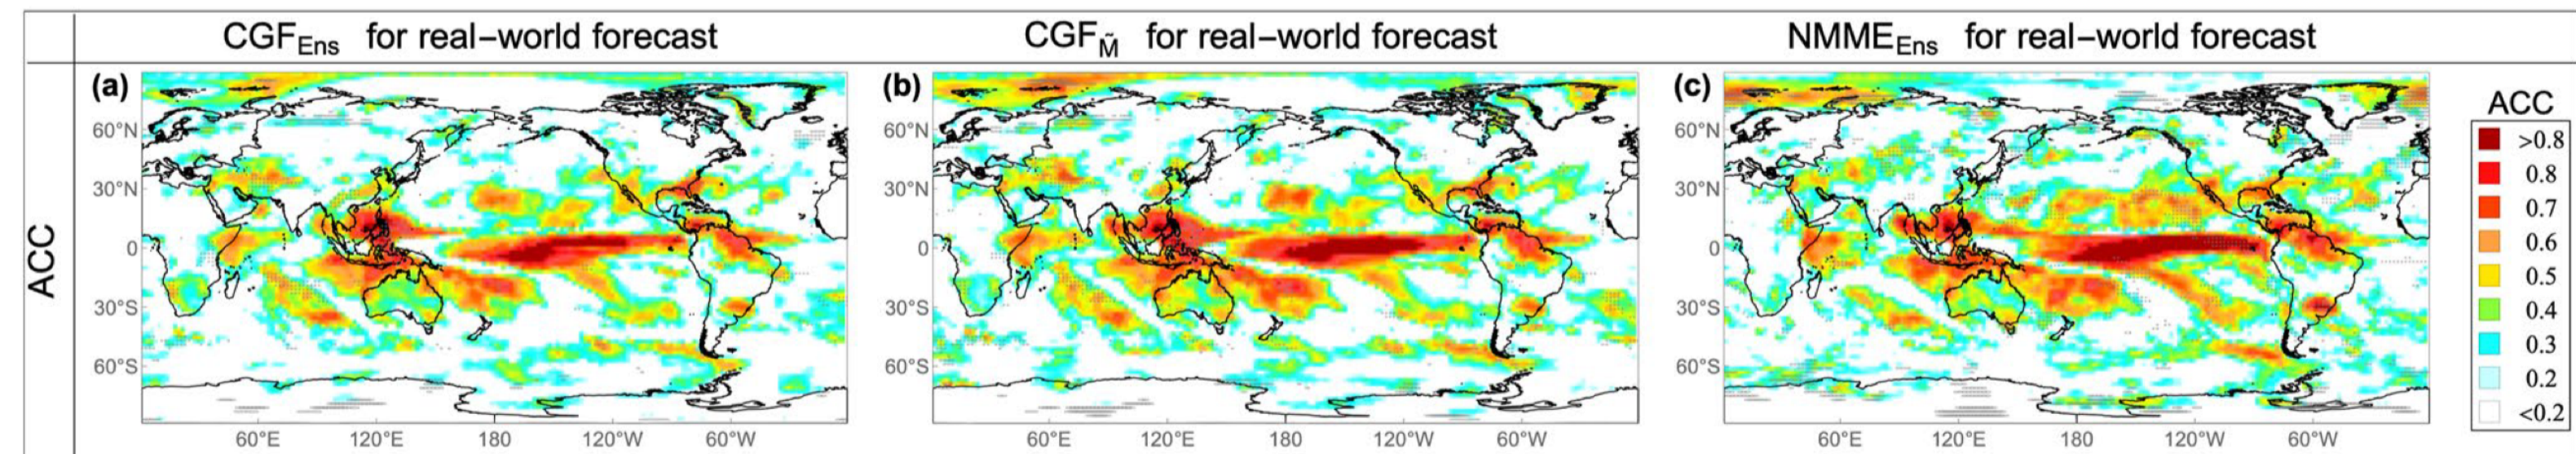 CGF_Ens for real–world forecast
CGF_M̃ for real–world forecast
NMME_Ens for real–world forecast
ACC
(a)
60°N
30°N
0
30°S
60°S
60°E 120°E 180 120°W 60°W
(b)
60°N
30°N
0
30°S
60°S
60°E 120°E 180 120°W 60°W
(c)
60°N
30°N
0
30°S
60°S
60°E 120°E 180 120°W 60°W
ACC
>0.8
0.8
0.7
0.6
0.5
0.4
0.3
0.2
<0.2